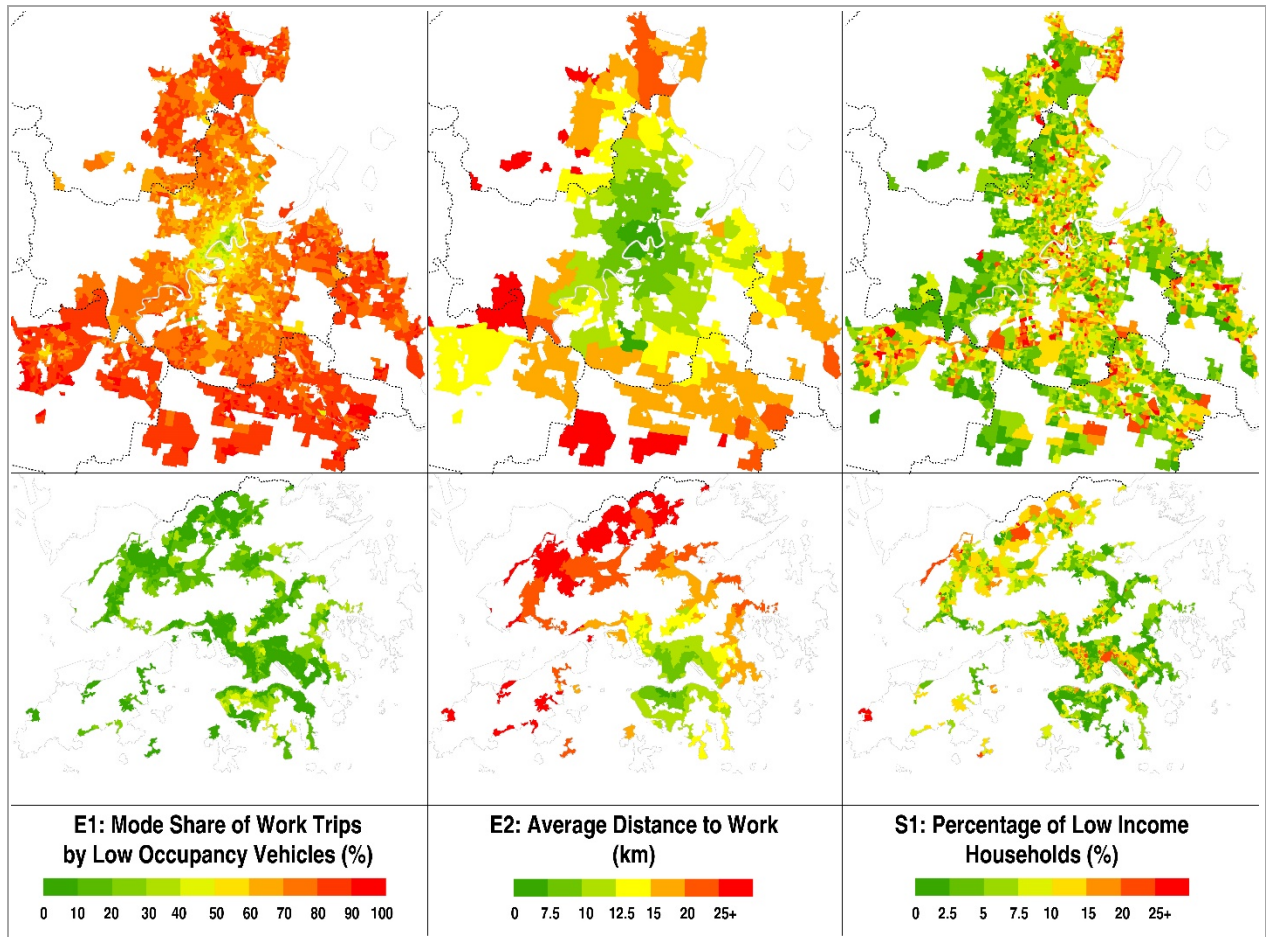 E1: Mode Share of Work Trips
by Low Occupancy Vehicles (%)
0 10 20 30 40 50 60 70 80 90 100
E2: Average Distance to Work
(km)
0 7.5 10 12.5 15 20 25+
S1: Percentage of Low Income
Households (%)
0 2.5 5 7.5 10 15 20 25+